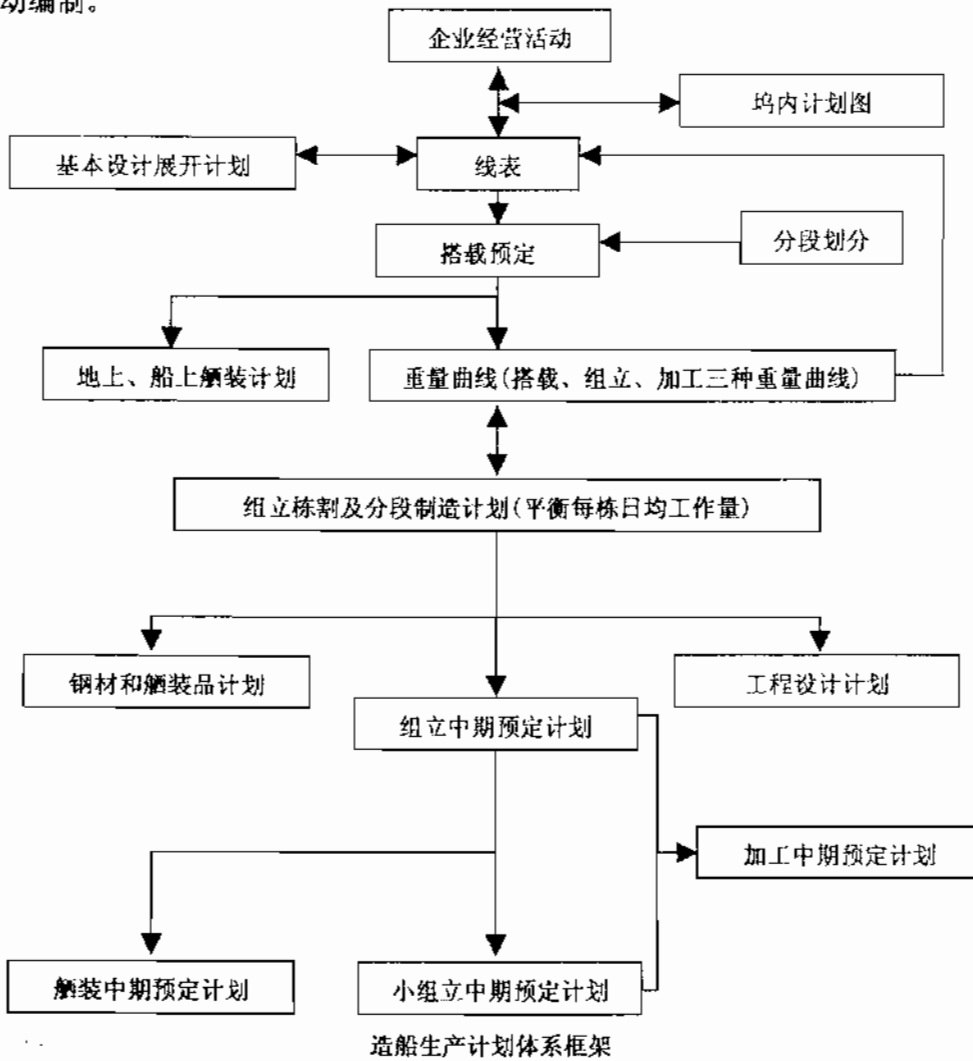 动编制。
企业经营活动
坞内计划图
基本设计展开计划
线表
搭载预定
分段划分
地上、船上舾装计划
重量曲线(搭载、组立、加工三种重量曲线)
组立栋割及分段制造计划(平衡每栋日均工作量)
钢材和舾装品计划
工程设计计划
组立中期预定计划
加工中期预定计划
舾装中期预定计划
小组立中期预定计划
造船生产计划体系框架